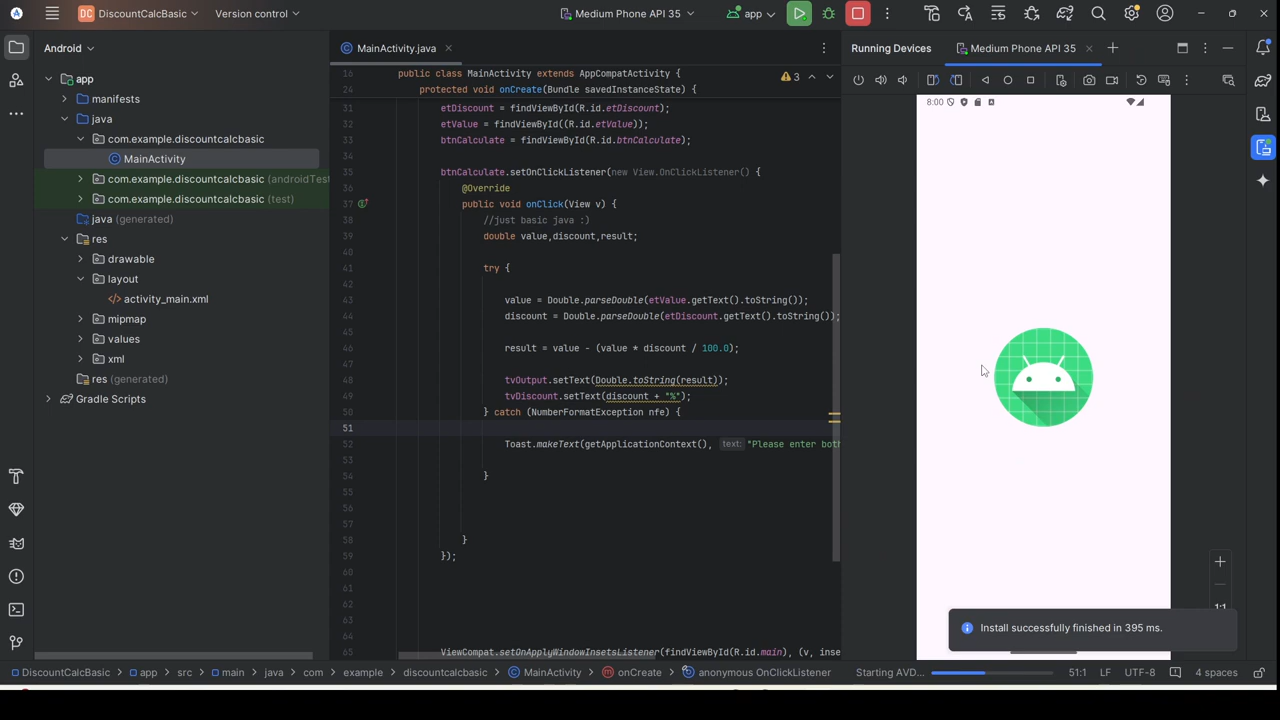 DC DiscountCalcBasic Version control Medium Phone API 35 app
Android
app
manifests
java
com.example.discountcalcbasic
MainActivity
com.example.discountcalcbasic (androidTest
com.example.discountcalcbasic (test)
java (generated)
res
drawable
layout
activity_main.xml
mipmap
values
xml
res (generated)
Gradle Scripts
MainActivity.java
3
16 public class MainActivity extends AppCompatActivity {
24 protected void onCreate(Bundle savedInstanceState) {
31 etDiscount = findViewById(R.id.etDiscount);
32 etValue = findViewById((R.id.etValue));
33 btnCalculate = findViewById(R.id.btnCalculate);
34
35 btnCalculate.setOnClickListener(new View.OnClickListener() {
36 @Override
37 public void onClick(View v) {
38 //just basic java :)
39 double value,discount,result;
40
41 try {
42
43 value = Double.parseDouble(etValue.getText().toString());
44 discount = Double.parseDouble(etDiscount.getText().toString());
45
46 result = value - (value * discount / 100.0);
47
48 tvOutput.setText(Double.toString(result));
49 tvDiscount.setText(discount + "%");
50 } catch (NumberFormatException nfe) {
51
52 Toast.makeText(getApplicationContext(), text: "Please enter both
53
54 }
55
56
57
58 }
59 });
60
61
62
63
64
65 ViewCompat.setOnApplyWindowInsetsListener(findViewById(R.id.main), (v, inse
Running Devices Medium Phone API 35
8:00
1:1
Install successfully finished in 395 ms.
DiscountCalcBasic app src main java com example discountcalcbasic MainActivity onCreate anonymous OnClickListener Starting AVD... 51:1 LF UTF-8 4 spaces